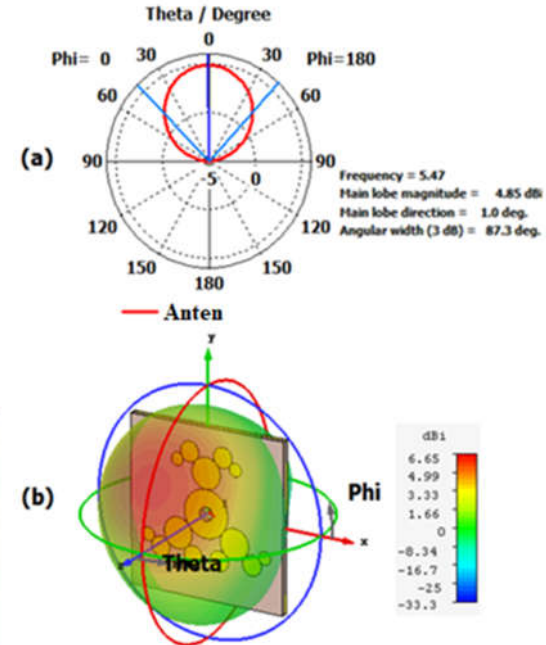 Theta / Degree
Phi= 0 30 0 30 Phi=180
60 60
(a) 90 5 0 90
Frequency = 5.47
Main lobe magnitude = 4.85 dBi
Main lobe direction = 1.0 deg.
Angular width (3 dB) = 87.3 deg.
120 120
150 150
180
Anten
y
(b)
dBi
6.65
4.99
3.33
1.66
0
-8.34
-16.7
-25
-33.3
Phi
x
Theta